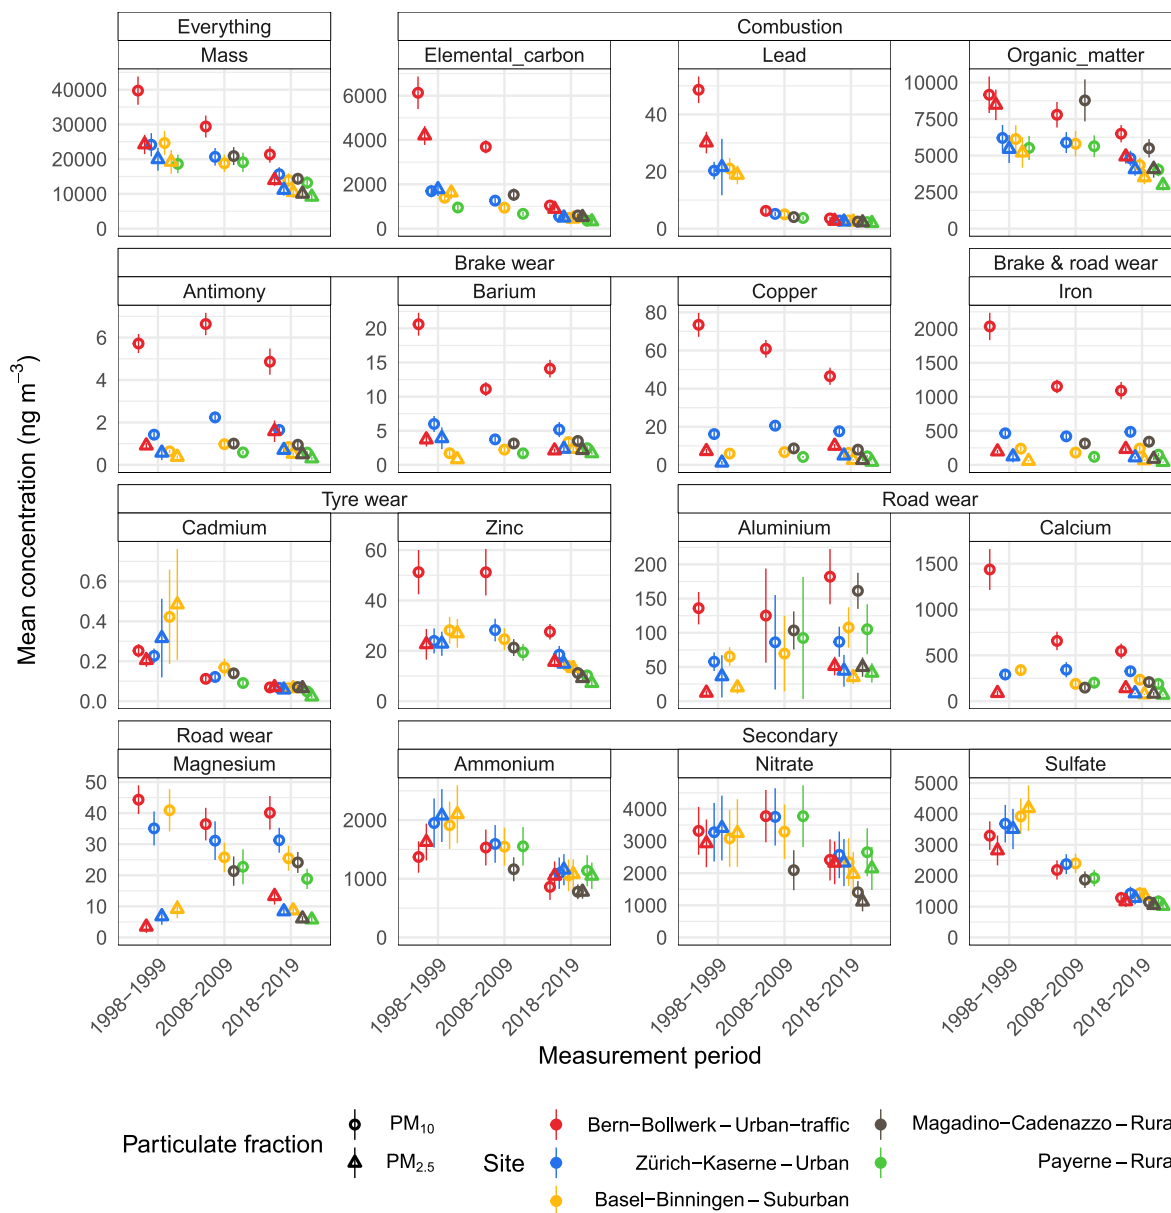 Everything Combustion
Mass Elemental_carbon Lead Organic_matter
40000 30000 20000 10000 0
6000 4000 2000 0
40 20 0
10000 7500 5000 2500 0
Brake wear Brake & road wear
Antimony Barium Copper Iron
6 4 2 0
20 15 10 5 0
80 60 40 20 0
2000 1500 1000 500 0
Tyre wear Road wear
Cadmium Zinc Aluminium Calcium
0.6 0.4 0.2 0.0
60 40 20 0
200 150 100 50 0
1500 1000 500 0
Road wear Secondary
Magnesium Ammonium Nitrate Sulfate
50 40 30 20 10 0
2000 1000 0
4000 3000 2000 1000 0
5000 4000 3000 2000 1000 0
Mean concentration (ng m⁻³)
1998−1999 2008−2009 2018−2019 1998−1999 2008−2009 2018−2019 1998−1999 2008−2009 2018−2019 1998−1999 2008−2009 2018−2019
Measurement period
Particulate fraction
PM₁₀
PM₂.₅
Site
Bern−Bollwerk – Urban−traffic
Zürich−Kaserne – Urban
Basel−Binningen – Suburban
Magadino−Cadenazzo – Rura
Payerne – Rura